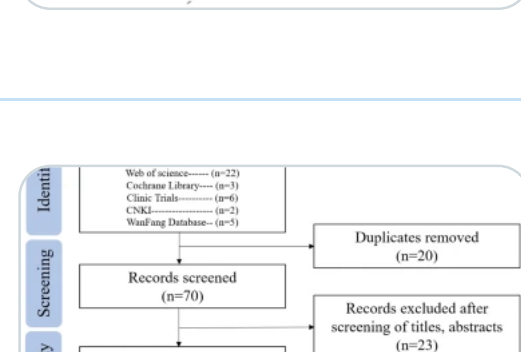 Identi
Web of science------ (n=22)
Cochrane Library---- (n=3)
Clinic Trials---------- (n=6)
CNKI------------------ (n=2)
WanFang Database-- (n=5)
Duplicates removed
(n=20)
Screening
Records screened
(n=70)
Records excluded after
screening of titles, abstracts
(n=23)
y